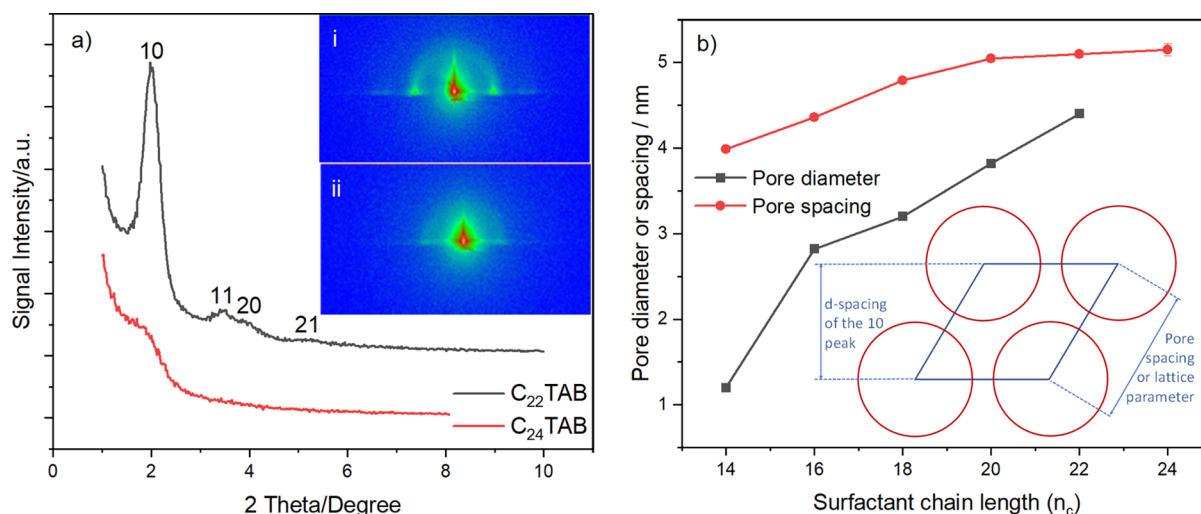 a)
10
11
20
21
i
ii
C₂₂TAB
C₂₄TAB
Signal Intensity/a.u.
0 2 4 6 8 10
2 Theta/Degree
b)
5
4
3
2
1
Pore diameter
Pore spacing
d-spacing
of the 10
peak
Pore
spacing
or lattice
parameter
Pore diameter or spacing / nm
14 16 18 20 22 24
Surfactant chain length (n_c)